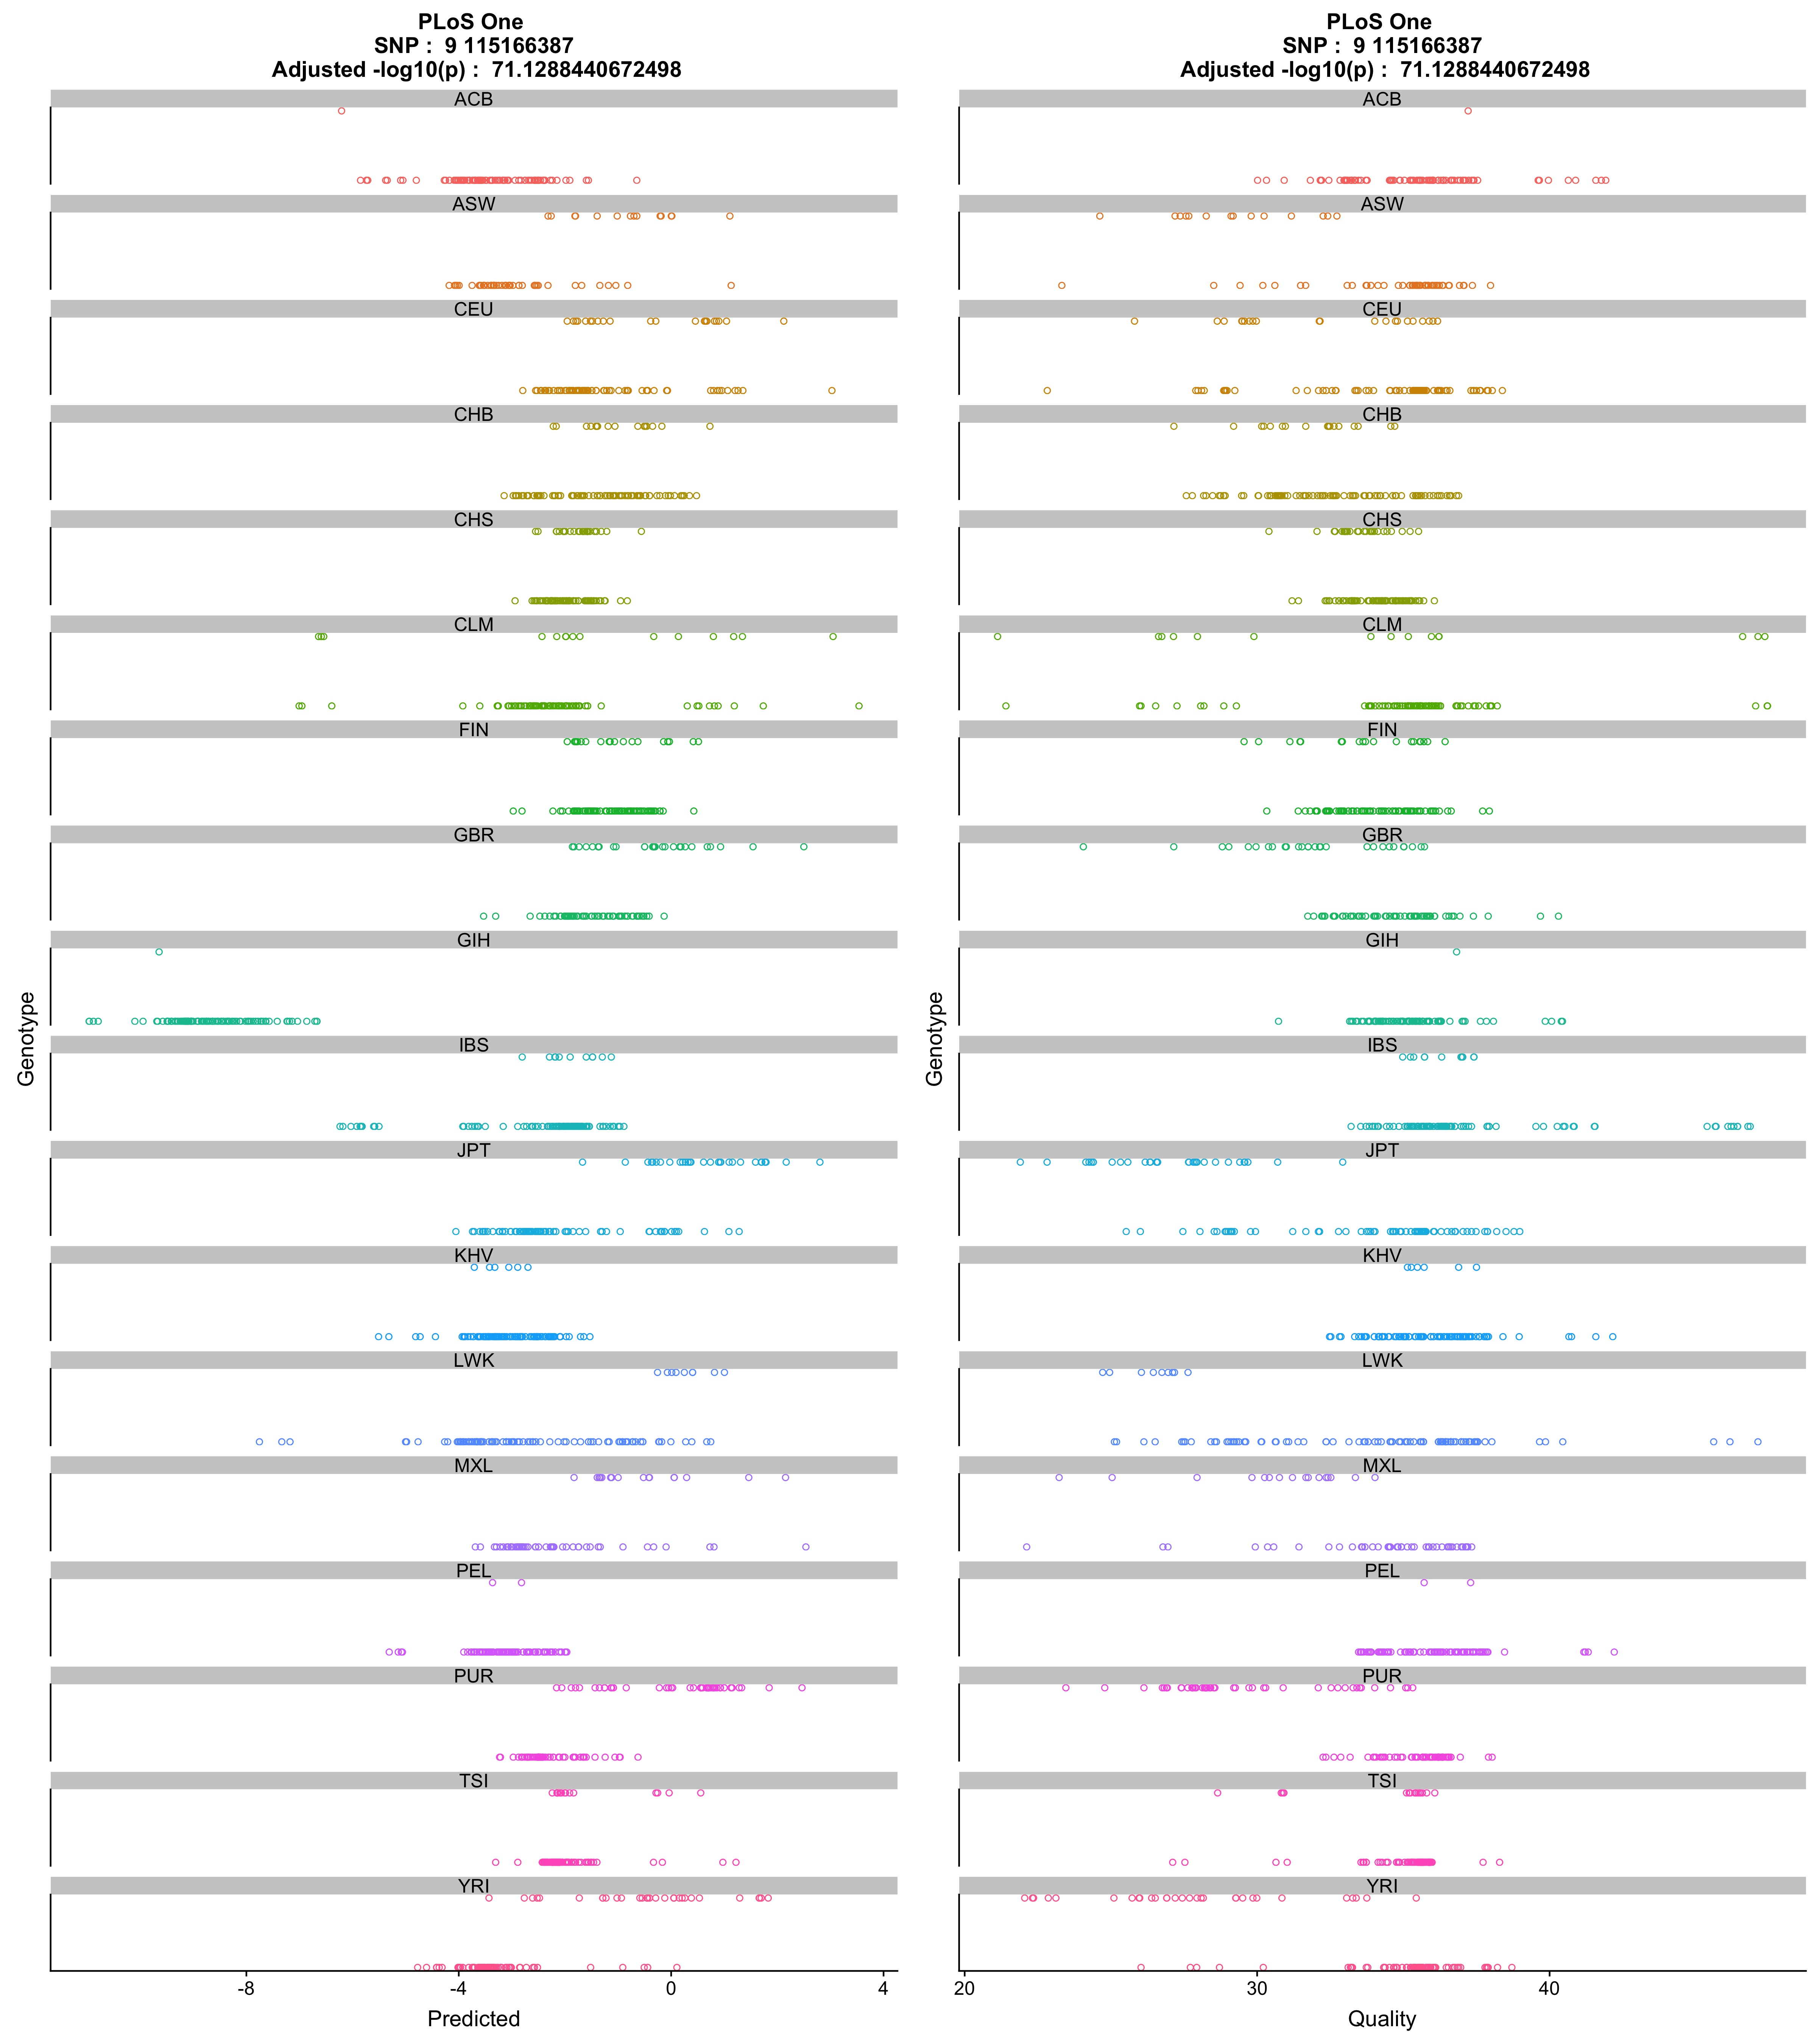 PLoS One
SNP : 9 115166387
Adjusted -log10(p) : 71.1288440672498
ACB
ASW
CEU
CHB
CHS
CLM
FIN
GBR
GIH
IBS
JPT
KHV
LWK
MXL
PEL
PUR
TSI
YRI
Genotype
-8 -4 0 4
Predicted
PLoS One
SNP : 9 115166387
Adjusted -log10(p) : 71.1288440672498
ACB
ASW
CEU
CHB
CHS
CLM
FIN
GBR
GIH
IBS
JPT
KHV
LWK
MXL
PEL
PUR
TSI
YRI
Genotype
20 30 40
Quality